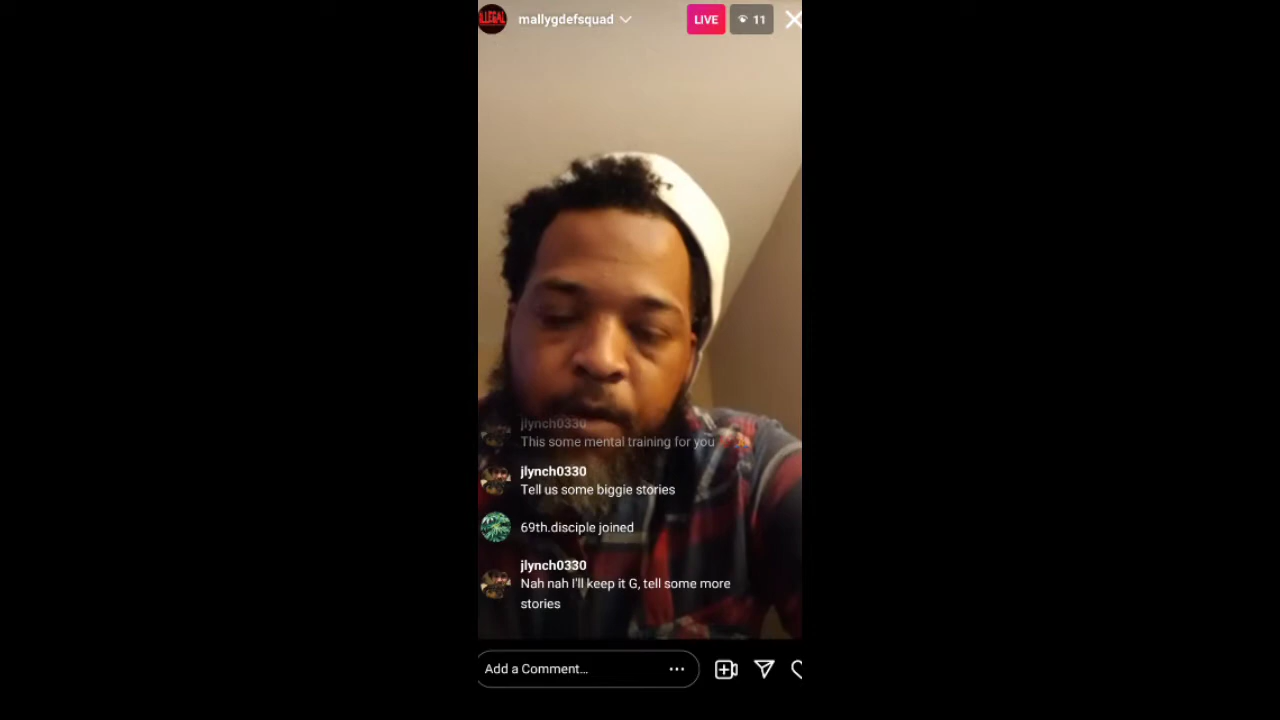 ILLEGAL
mallygdefsquad
LIVE
11
jlynch0330
This some mental training for you
jlynch0330
Tell us some biggie stories
69th.disciple joined
jlynch0330
Nah nah I'll keep it G, tell some more
stories
Add a Comment...